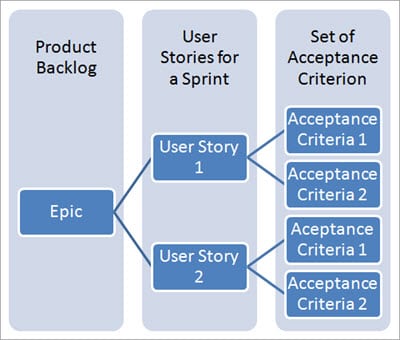 Product
Backlog
User
Stories for
a Sprint
Set of
Acceptance
Criterion
Epic
User Story
1
User Story
2
Acceptance
Criteria 1
Acceptance
Criteria 2
Aceptance
Criteria 1
Acceptance
Criteria 2